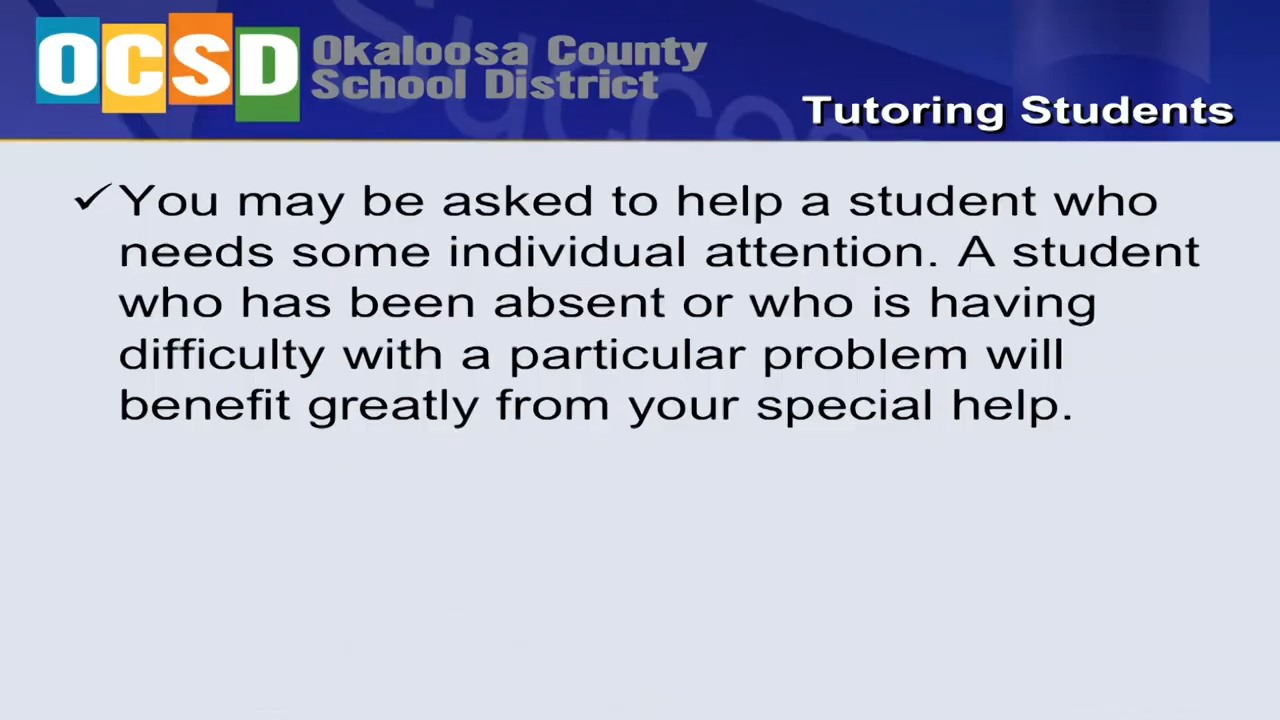 OCSD
Okaloosa County
School District
Tutoring Students
✓ You may be asked to help a student who
needs some individual attention. A student
who has been absent or who is having
difficulty with a particular problem will
benefit greatly from your special help.